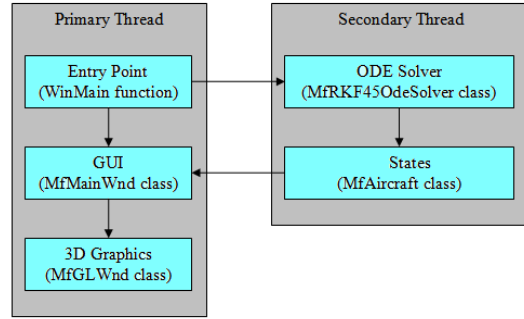 Primary Thread
Entry Point
(WinMain function)
GUI
(MfMainWnd class)
3D Graphics
(MfGLWnd class)
Secondary Thread
ODE Solver
(MfRKF45OdeSolver class)
States
(MfAircraft class)